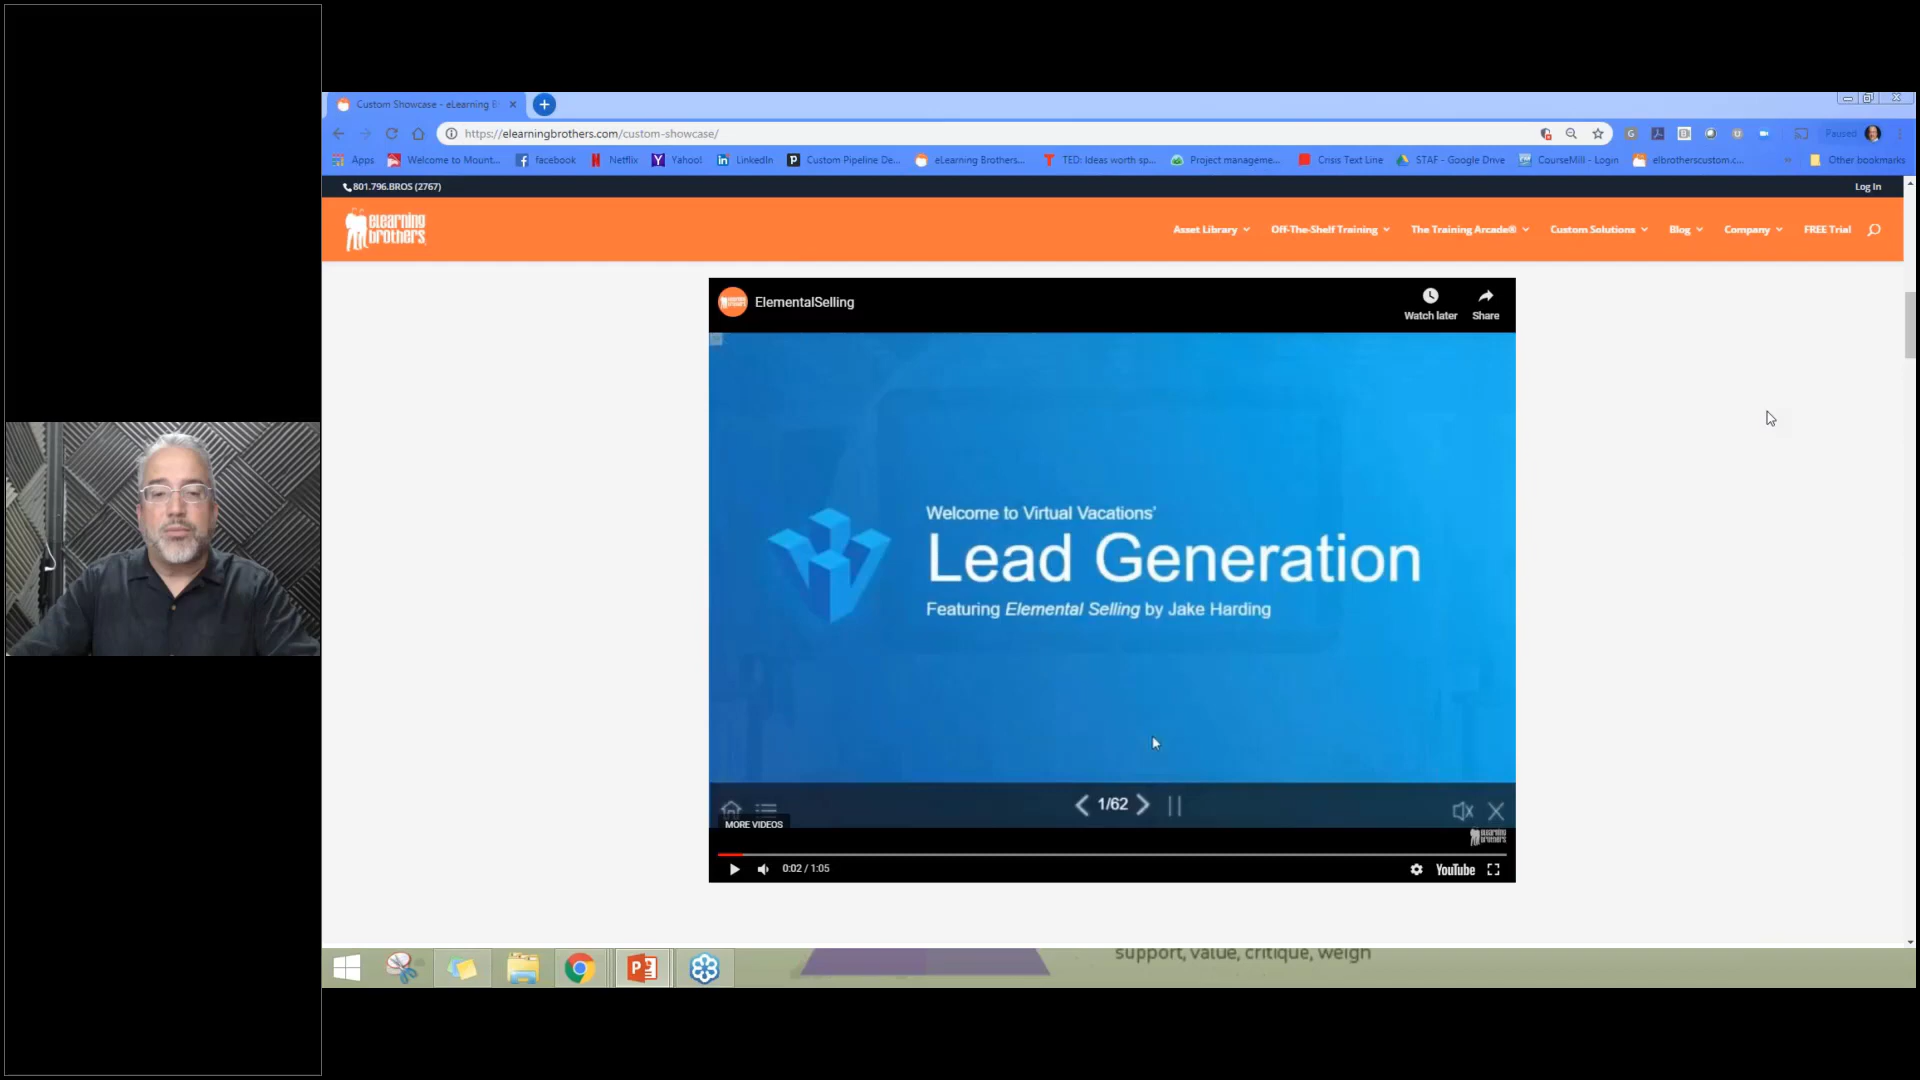 Custom Showcase - eLearning B
https://elearningbrothers.com/custom-showcase/
Paused
Apps
Welcome to Mount...
facebook
Netflix
Yahoo!
LinkedIn
Custom Pipeline De...
eLearning Brothers...
TED: Ideas worth sp...
Project manageme...
Crisis Text Line
STAF - Google Drive
CourseMill - Login
elbrotherscustom.c...
Other bookmarks
801.796.BROS (2767)
Log In
eLearning
brothers
Asset Library
Off-The-Shelf Training
The Training Arcade®
Custom Solutions
Blog
Company
FREE Trial
ElementalSelling
Watch later
Share
Welcome to Virtual Vacations'
Lead Generation
Featuring Elemental Selling by Jake Harding
1/62
MORE VIDEOS
eLearning
brothers
0:02 / 1:05
YouTube
support, value, critique, weigh